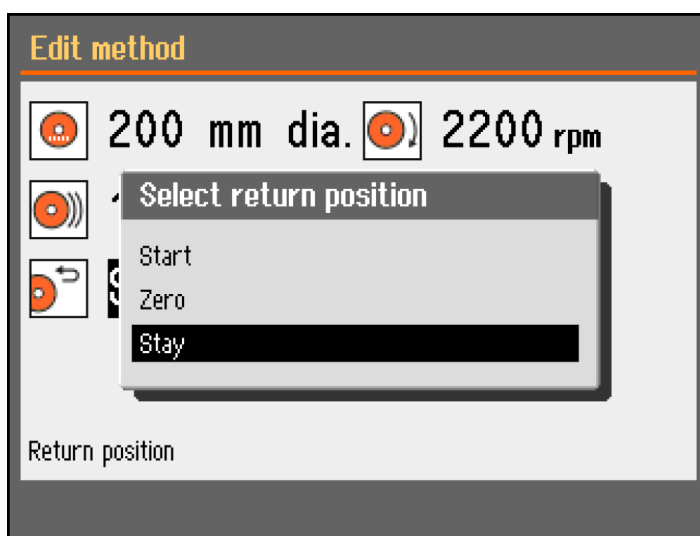 Edit method
200 mm dia. 2200 rpm
Select return position
Start
Zero
Stay
Return position